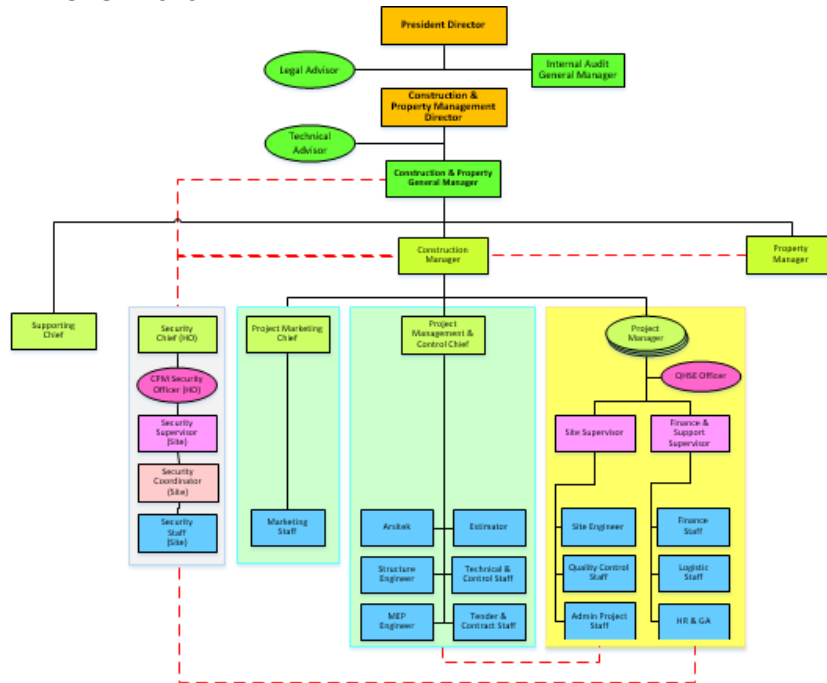 President Director
Legal Advisor
Internal Audit
General Manager
Construction &
Property Management
Director
Technical
Advisor
Construction & Property
General Manager
Construction
Manager
Property
Manager
Supporting
Chief
Security
Chief (HO)
Project Marketing
Chief
Project
Management &
Control Chief
Project
Manager
CPM Security
Officer (HO)
QHSE Officer
Security
Supervisor
(Site)
Site Supervisor
Finance &
Support
Supervisor
Security
Coordinator
(Site)
Security
Staff
(Site)
Marketing
Staff
Arsitek
Estimator
Site Engineer
Finance
Staff
Structure
Engineer
Technical &
Control Staff
Quality Control
Staff
Logistic
Staff
MEP
Engineer
Tender &
Contract Staff
Admin Project
Staff
HR & GA